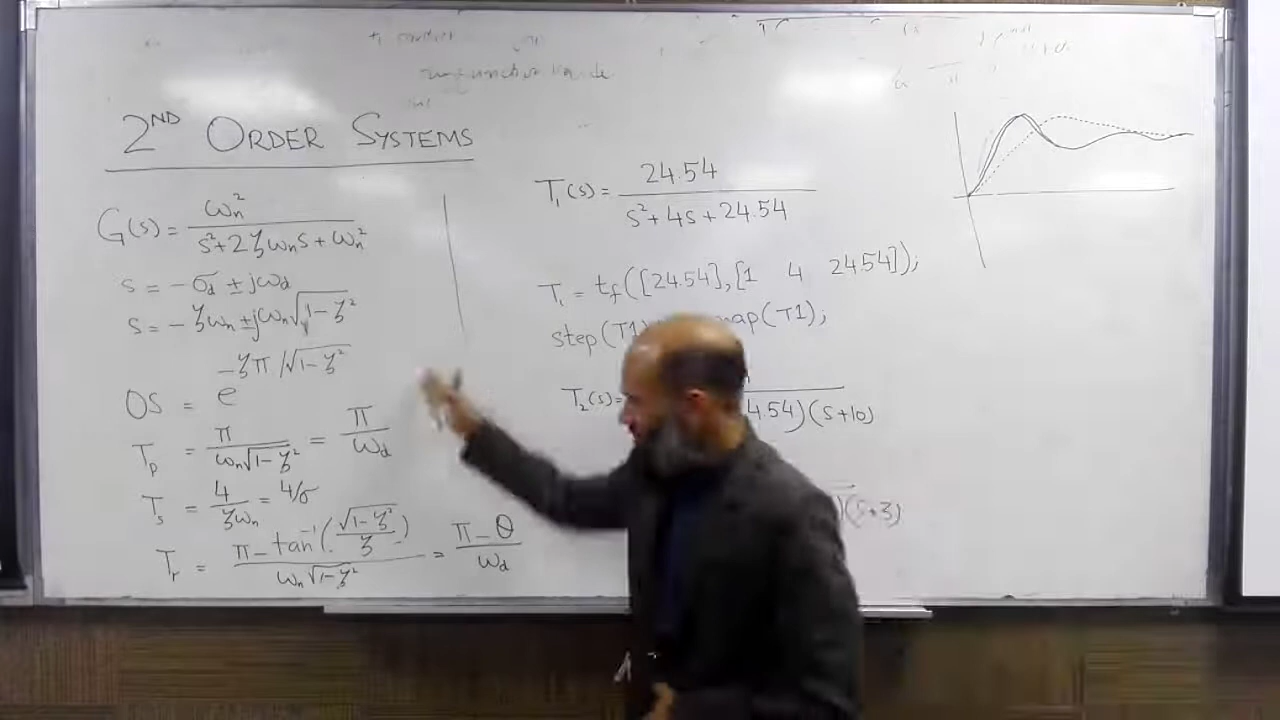 2ND ORDER SYSTEMS
G(s) = ωn² / (s²+2ζωns+ωn²)
s = -σd ± jωd
s = -ζωn ± jωn√(1-ζ²)
OS = e^(-ζπ/√(1-ζ²))
Tp = π / (ωn√(1-ζ²)) = π/ωd
Ts = 4/(ζωn) = 4/σ
Tr = (π - tan⁻¹(√(1-ζ²)/ζ)) / (ωn√(1-ζ²)) = (π-θ)/ωd
T1(s) = 24.54 / (s²+4s+24.54)
T1 = tf([24.54],[1 4 24.54]);
step(T1) map(T1);
T2(s)= 4.54)(s+10)
)(s+3)